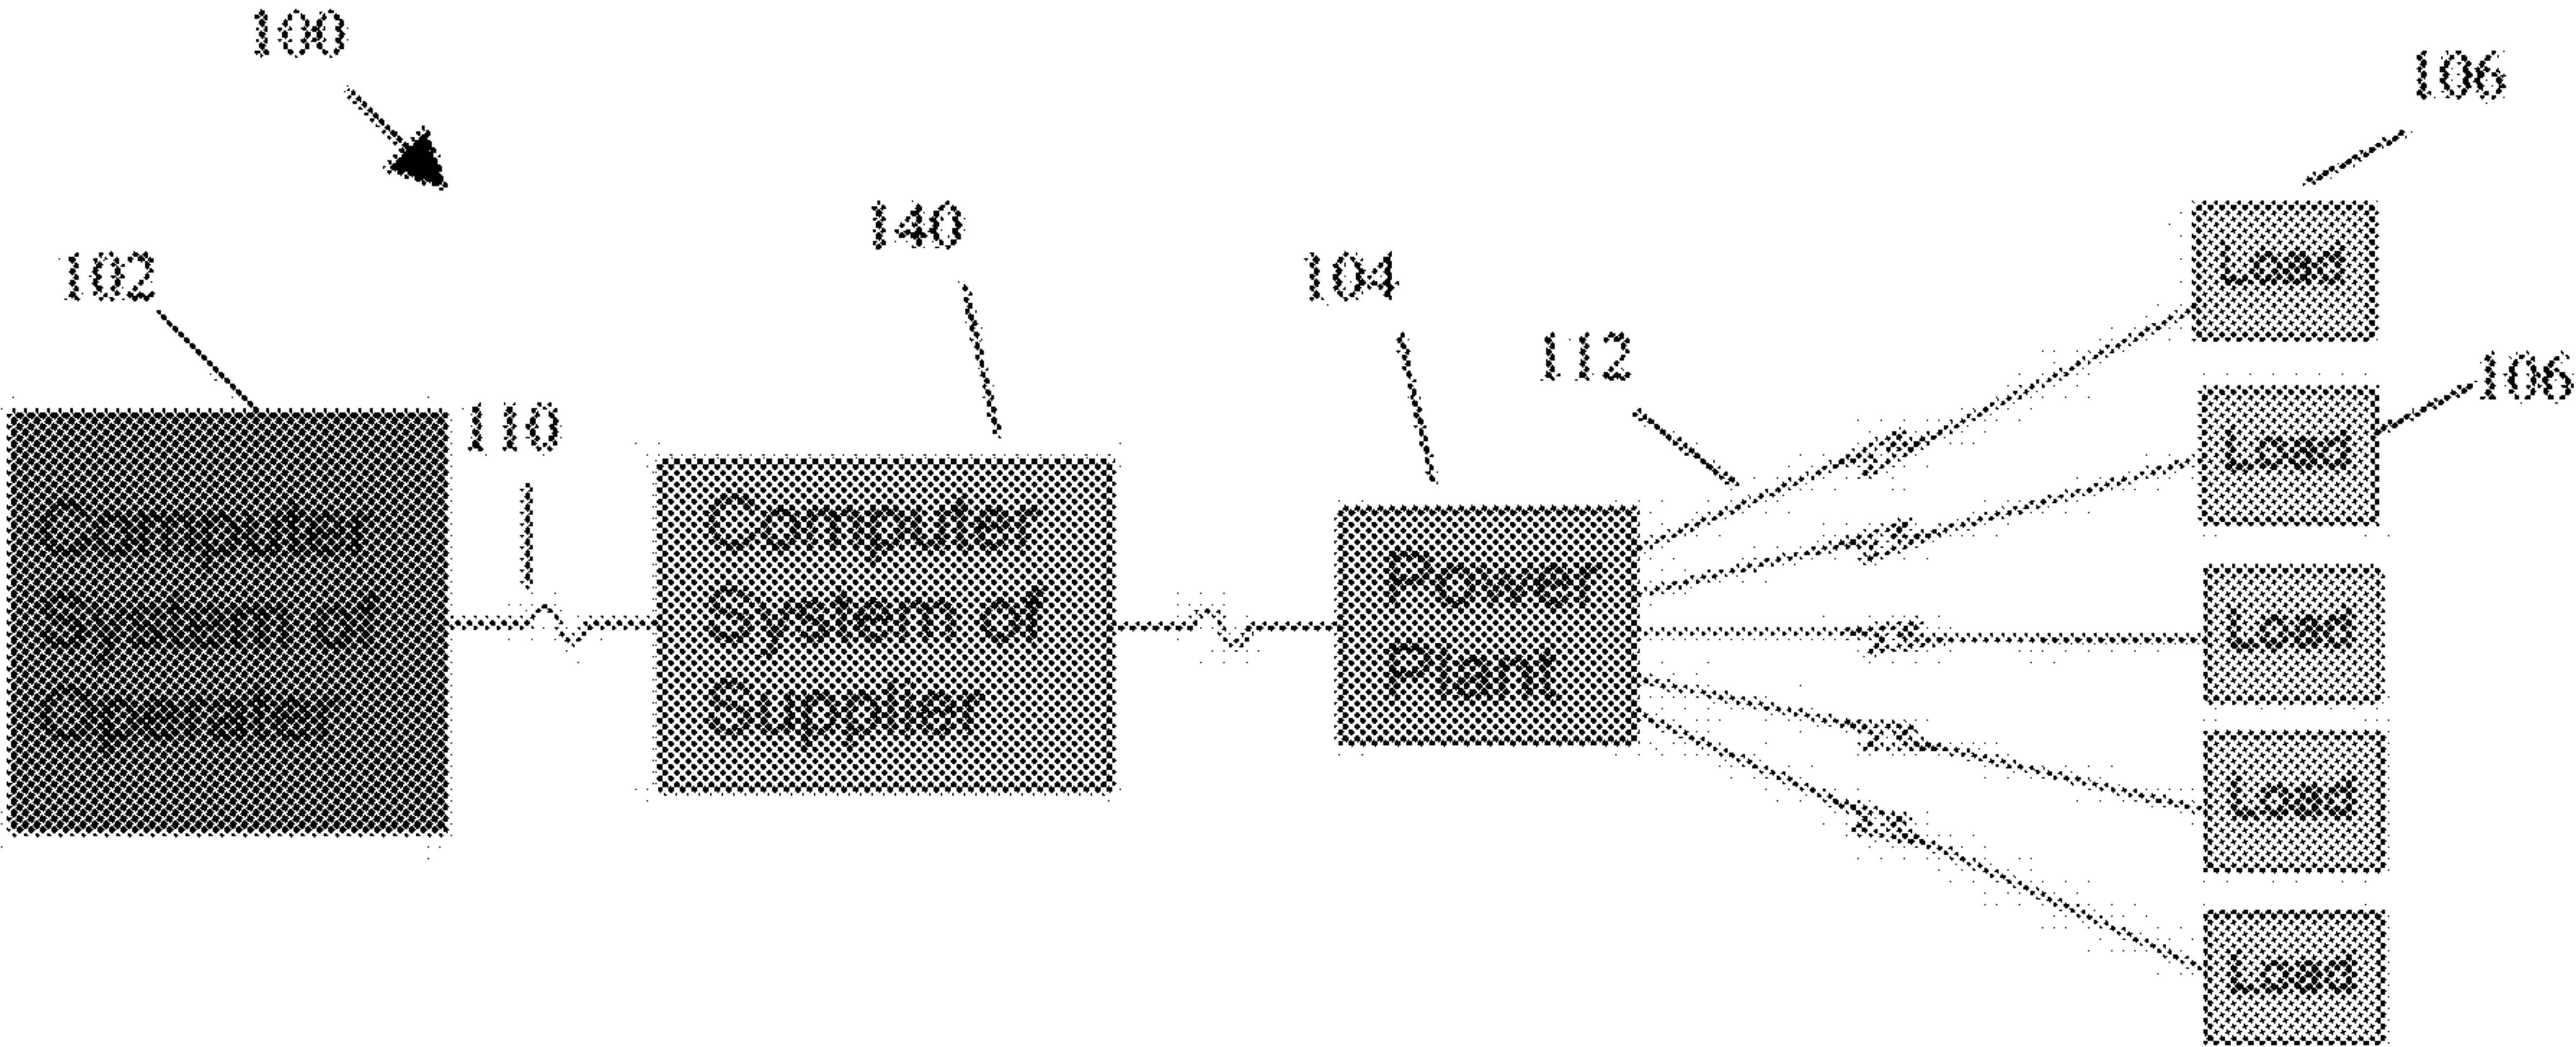 100
106
140
102
104
112
106
110
Load
Load
Load
Load
Load
Computer
System of
Operater
Computer
System of
Supplier
Power
Plant